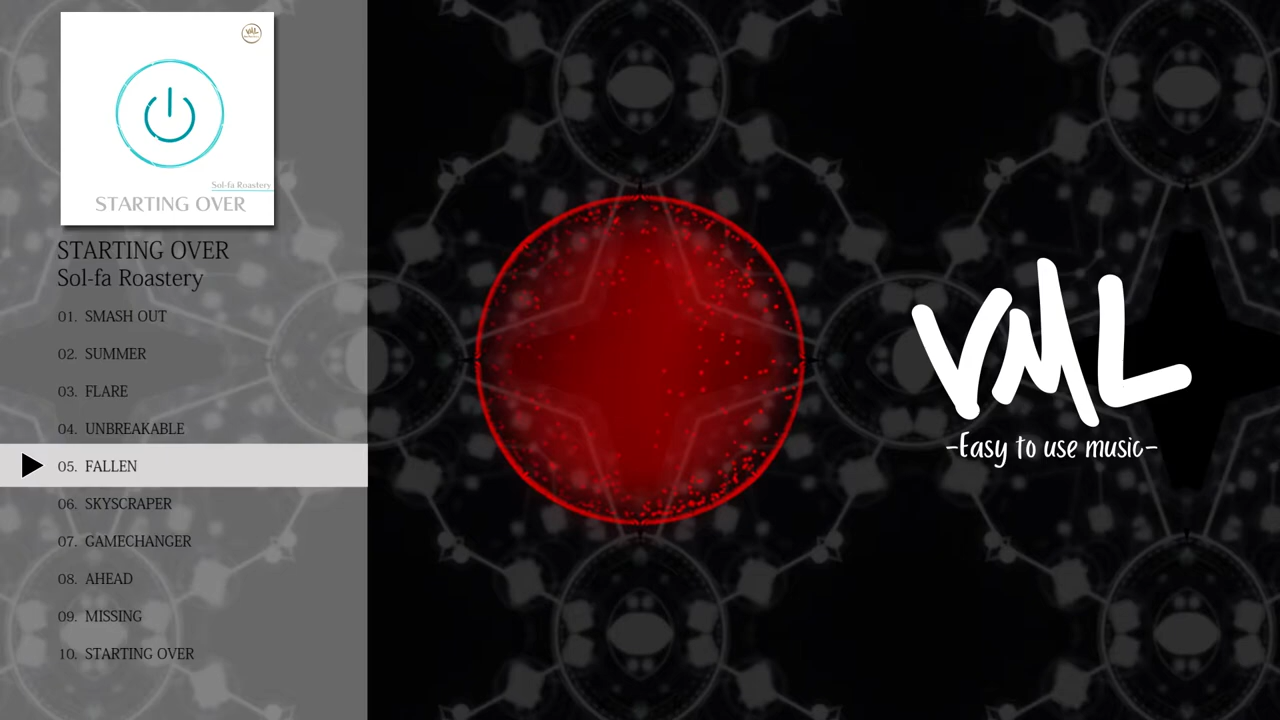 VML
Sol-fa Roastery
STARTING OVER
STARTING OVER
Sol-fa Roastery
01. SMASH OUT
02. SUMMER
03. FLARE
04. UNBREAKABLE
05. FALLEN
06. SKYSCRAPER
07. GAMECHANGER
08. AHEAD
09. MISSING
10. STARTING OVER
VML
-Easy to use music-